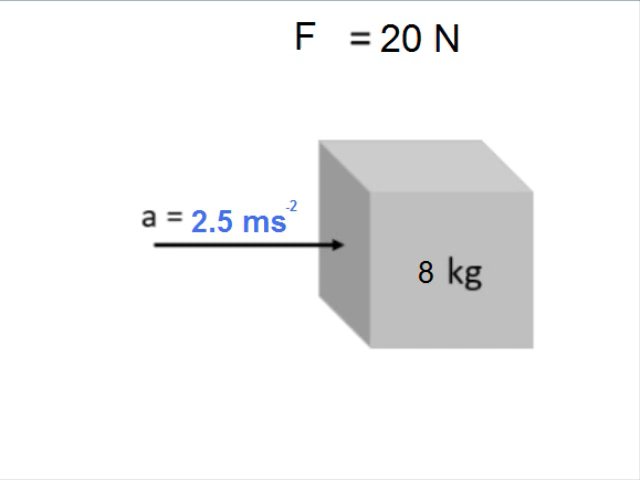 F = 20 N
a = 2.5 ms⁻²
8 kg